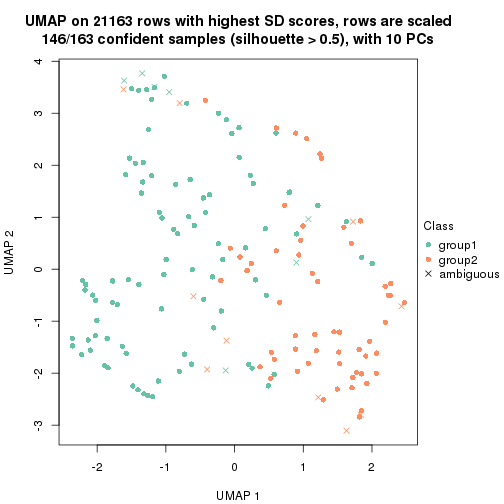 UMAP on 21163 rows with highest SD scores, rows are scaled
146/163 confident samples (silhouette > 0.5), with 10 PCs
4
3
2
1
0
-1
-2
-3
UMAP 2
-2
-1
0
1
2
UMAP 1
Class
group1
group2
ambiguous